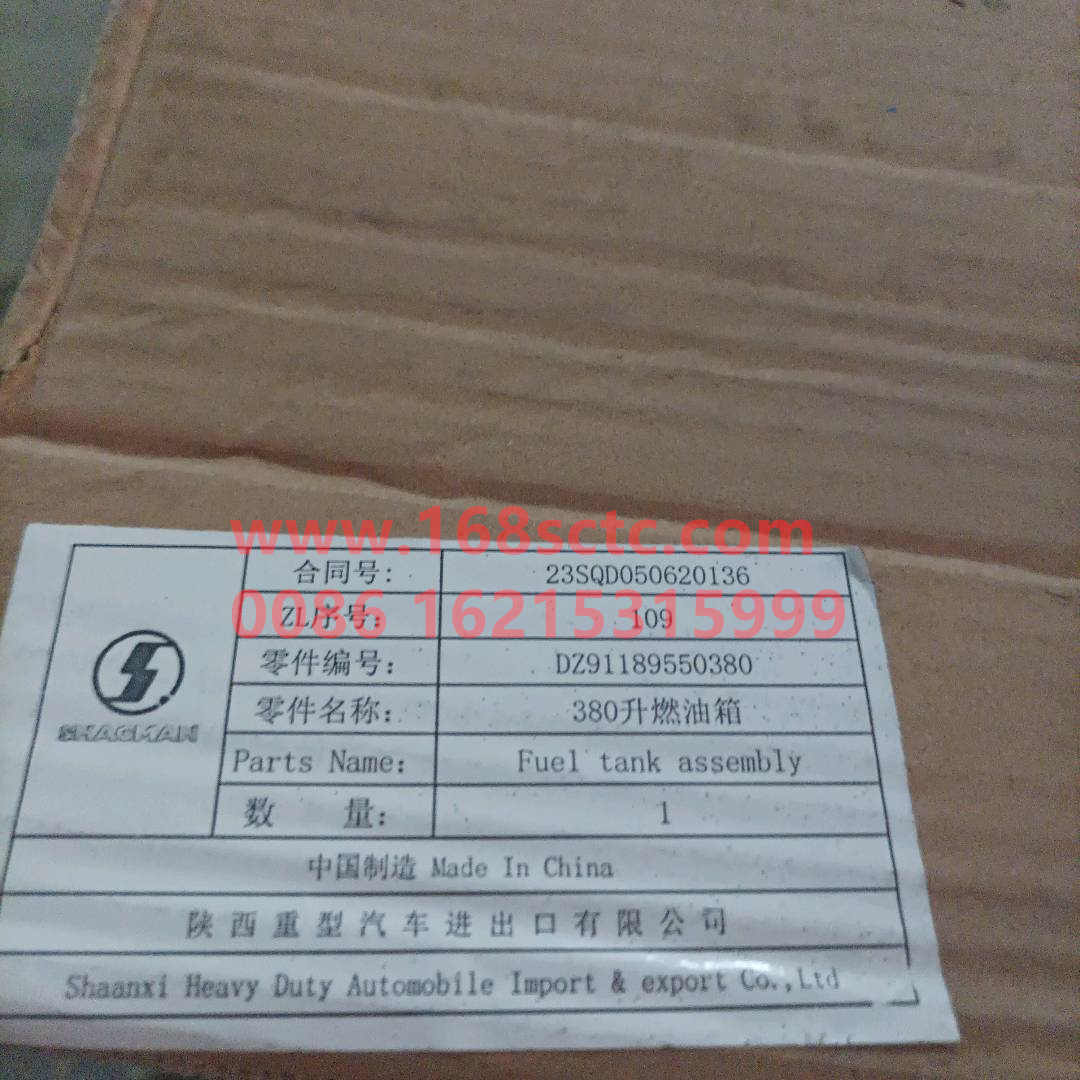 www.168sctc.com
合同号: 23SQD050620136
0086 16215315999
ZL序号: 109
零件编号: DZ91189550380
SHACMAN
零件名称: 380升燃油箱
Parts Name: Fuel tank assembly
数 量: 1
中国制造 Made In China
陕西重型汽车进出口有限公司
Shaanxi Heavy Duty Automobile Import & export Co.,Ltd